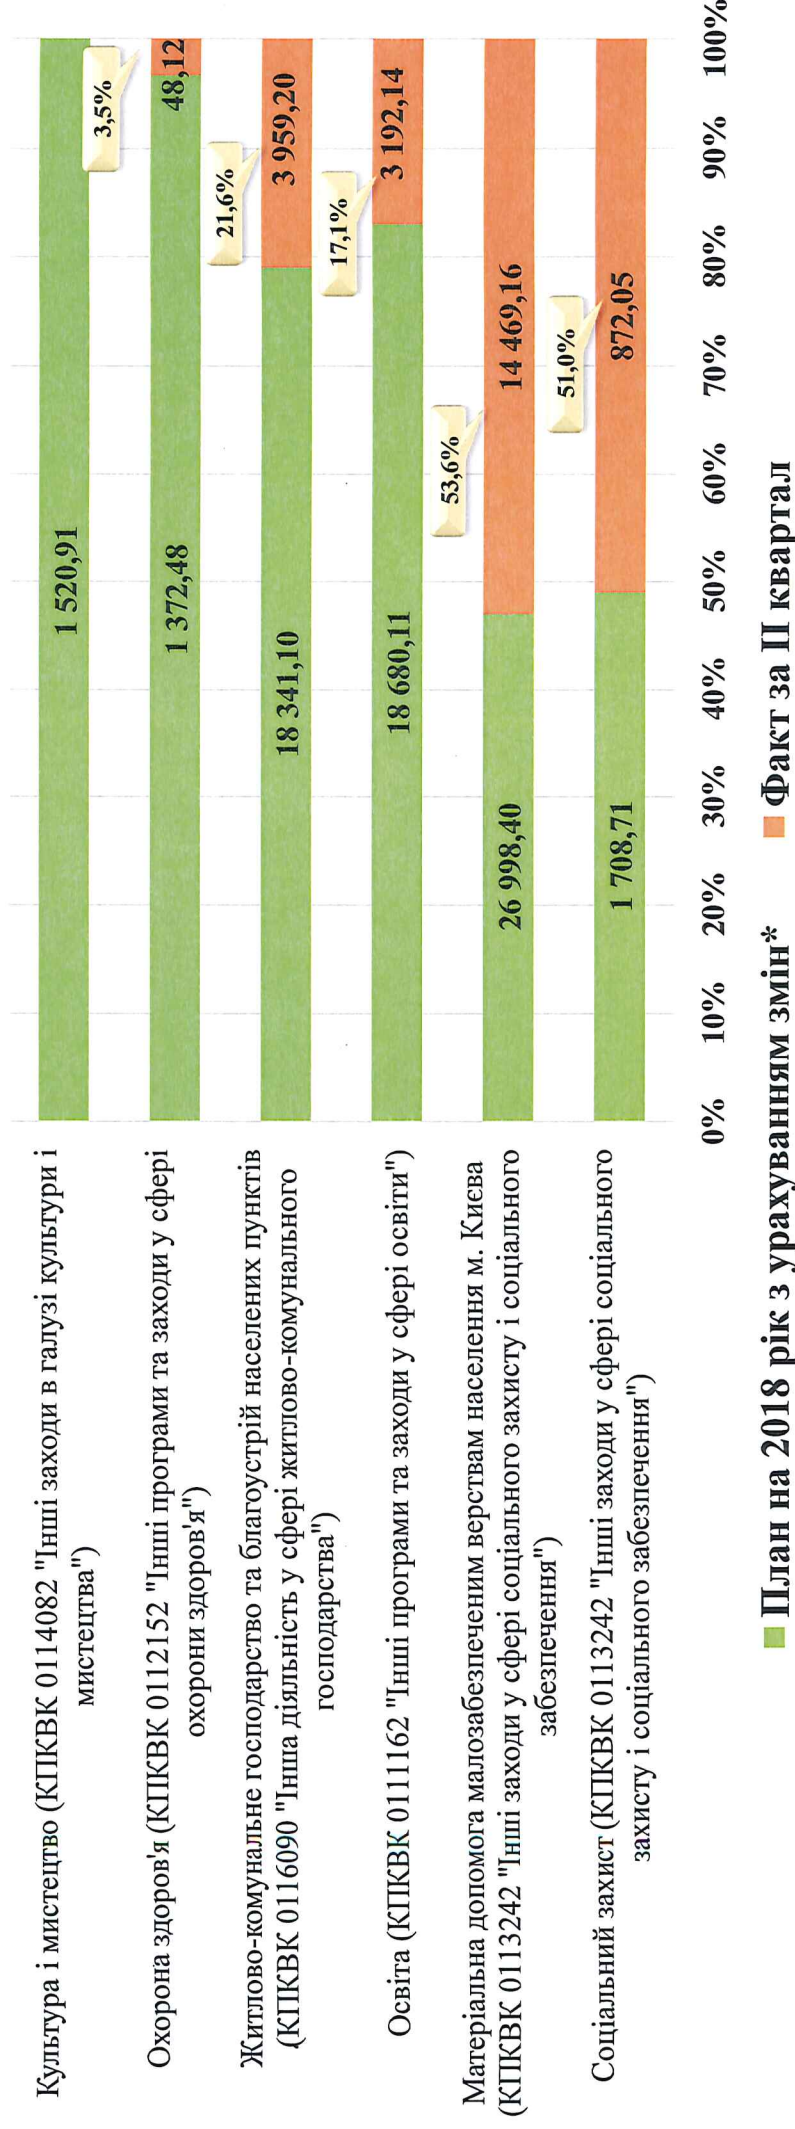 Культура і мистецтво (КПКВК 0114082 "Інші заходи в галузі культури і
мистецтва")
1 520,91
Охорона здоров'я (КПКВК 0112152 "Інші програми та заходи у сфері
охорони здоров'я")
1 372,48
48,12
3,5%
Житлово-комунальне господарство та благоустрій населених пунктів
(КПКВК 0116090 "Інша діяльність у сфері житлово-комунального
господарства")
18 341,10
3 959,20
21,6%
Освіта (КПКВК 0111162 "Інші програми та заходи у сфері освіти")
18 680,11
3 192,14
17,1%
Матеріальна допомога малозабезпеченим верствам населення м. Києва
(КПКВК 0113242 "Інші заходи у сфері соціального захисту і соціального
забезпечення")
26 998,40
14 469,16
53,6%
Соціальний захист (КПКВК 0113242 "Інші заходи у сфері соціального
захисту і соціального забезпечення")
1 708,71
872,05
51,0%
0% 10% 20% 30% 40% 50% 60% 70% 80% 90% 100%
План на 2018 рік з урахуванням змін* Факт за II квартал